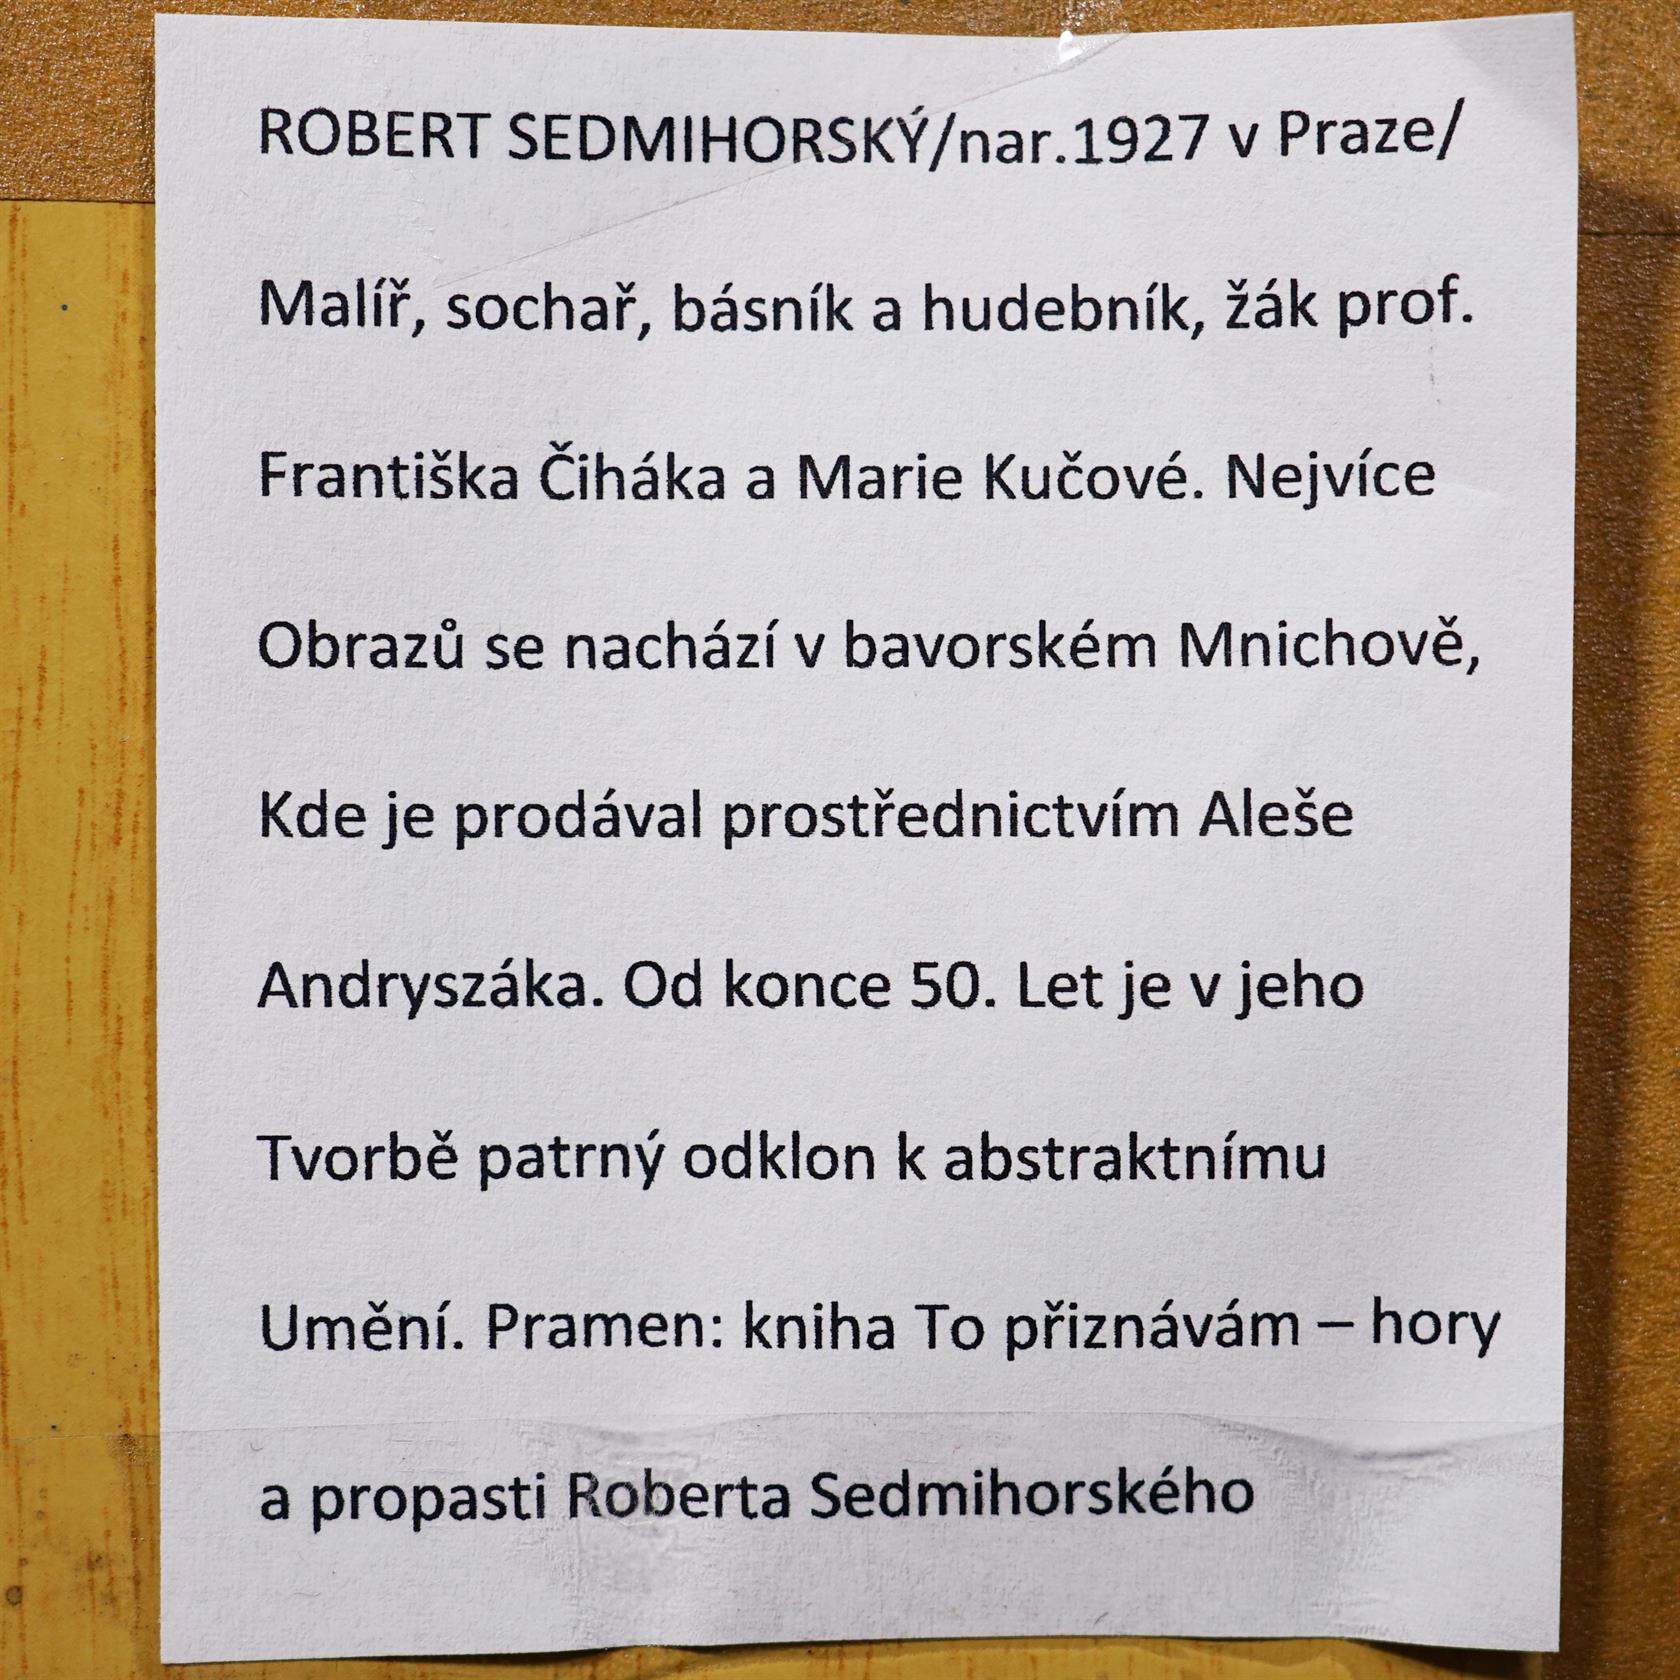 ROBERT SEDMIHORSKÝ/nar.1927 v Praze/
Malíř, sochař, básník a hudebník, žák prof.
Františka Čiháka a Marie Kučové. Nejvíce
Obrazů se nachází v bavorském Mnichově,
Kde je prodával prostřednictvím Aleše
Andryszáka. Od konce 50. Let je v jeho
Tvorbě patrný odklon k abstraktnímu
Umění. Pramen: kniha To přiznávám – hory
a propasti Roberta Sedmihorského